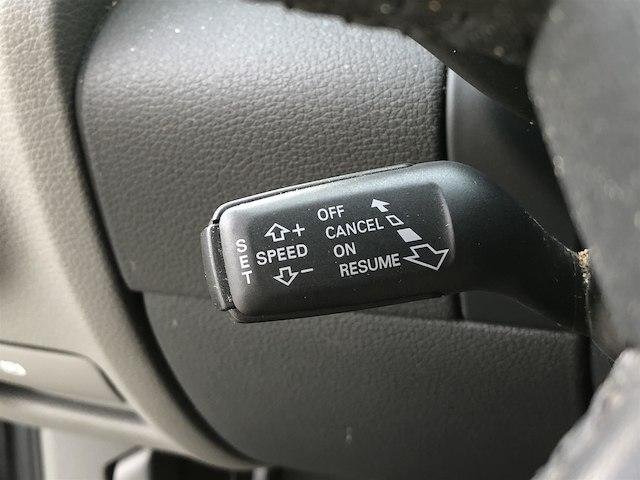 SET
SPEED
+
−
OFF
CANCEL
ON
RESUME